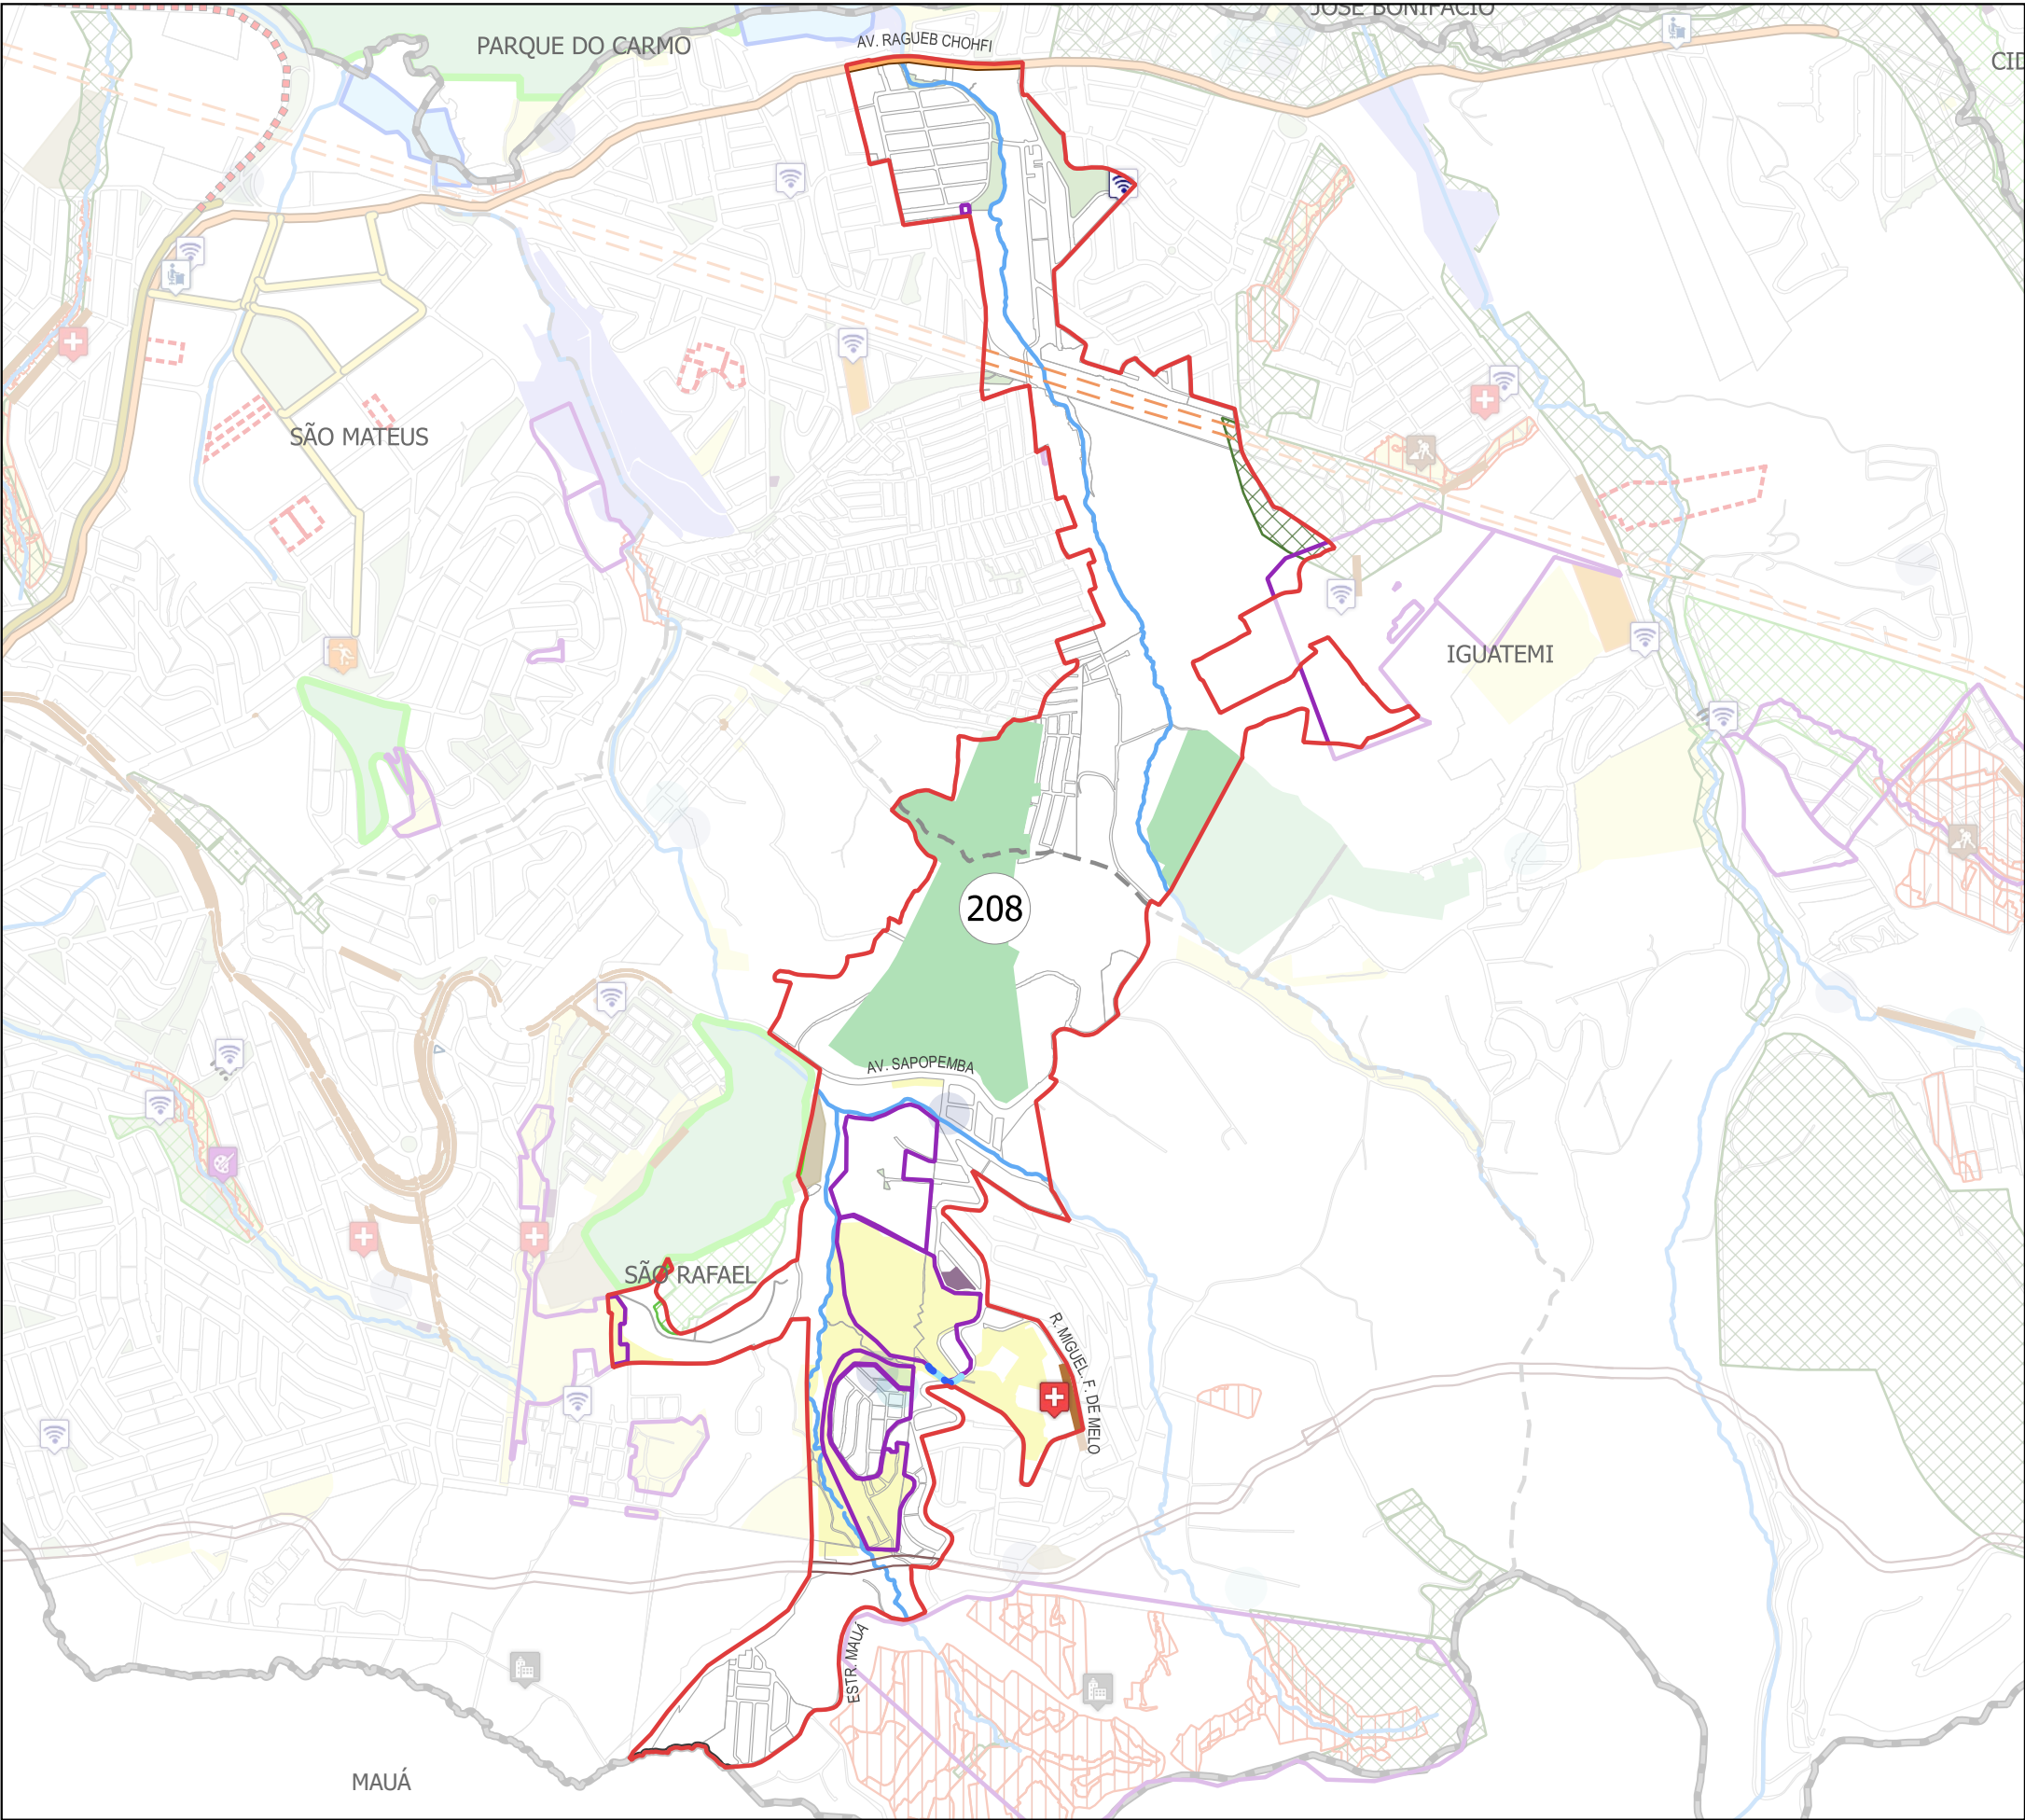 JOSÉ BONIFÁCIO
AV. RAGUEB CHOHFI
PARQUE DO CARMO
CID
SÃO MATEUS
IGUATEMI
208
AV. SAPOPEMBA
SÃO RAFAEL
R. MIGUEL. F. DE MELO
ESTR. MAUÁ
MAUÁ